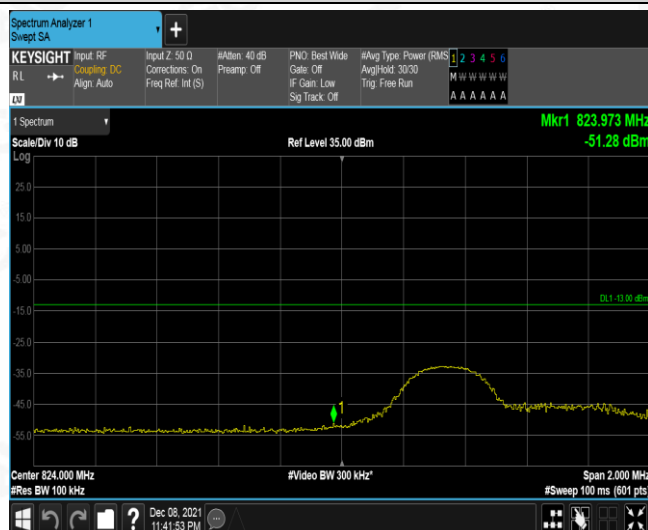 Spectrum Analyzer 1
Swept SA
+
KEYSIGHT
RL
LXI
Input: RF
Coupling: DC
Align: Auto
Input Z: 50 Ω
Corrections: On
Freq Ref: Int (S)
#Atten: 40 dB
Preamp: Off
PNO: Best Wide
Gate: Off
IF Gain: Low
Sig Track: Off
#Avg Type: Power (RMS
Avg|Hold: 30/30
Trig: Free Run
1 2 3 4 5 6
M W W W W W
A A A A A A
1 Spectrum
Scale/Div 10 dB
Ref Level 35.00 dBm
Mkr1 823.973 MHz
-51.28 dBm
Log
25.0
15.0
5.00
-5.00
DL1 -13.00 dBm
-15.0
-25.0
-35.0
-45.0
1
-55.0
Center 824.000 MHz
#Video BW 300 kHz*
Span 2.000 MHz
#Res BW 100 kHz
#Sweep 100 ms (601 pts)
?
Dec 08, 2021
11:41:53 PM